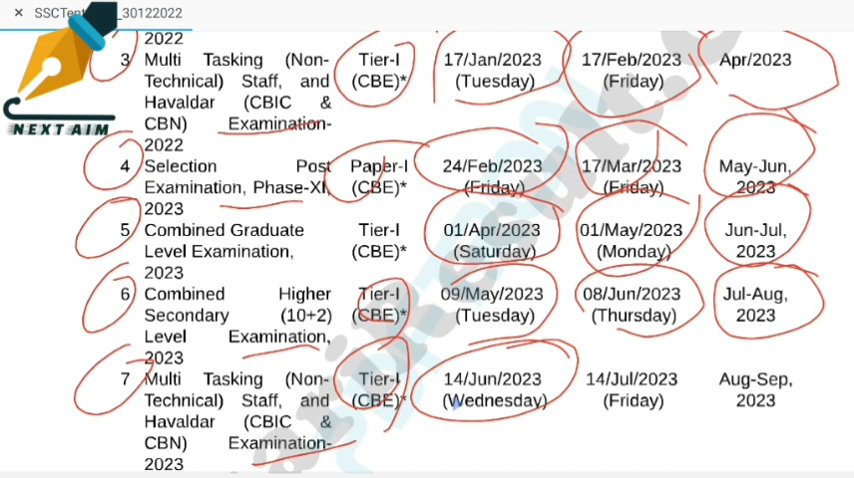 × SSCTent 30122022
NEXT AIM
2022
3 Multi Tasking (Non- Tier-I 17/Jan/2023 17/Feb/2023 Apr/2023
Technical) Staff, and (CBE)* (Tuesday) (Friday)
Havaldar (CBIC &
CBN) Examination-
2022
4 Selection Post Paper-I 24/Feb/2023 17/Mar/2023 May-Jun,
Examination, Phase-XI, (CBE)* (Friday) (Friday) 2023
2023
5 Combined Graduate Tier-I 01/Apr/2023 01/May/2023 Jun-Jul,
Level Examination, (CBE)* (Saturday) (Monday) 2023
2023
6 Combined Higher Tier-I 09/May/2023 08/Jun/2023 Jul-Aug,
Secondary (10+2) (CBE)* (Tuesday) (Thursday) 2023
Level Examination,
2023
7 Multi Tasking (Non- Tier-I 14/Jun/2023 14/Jul/2023 Aug-Sep,
Technical) Staff, and (CBE)* (Wednesday) (Friday) 2023
Havaldar (CBIC &
CBN) Examination-
2023